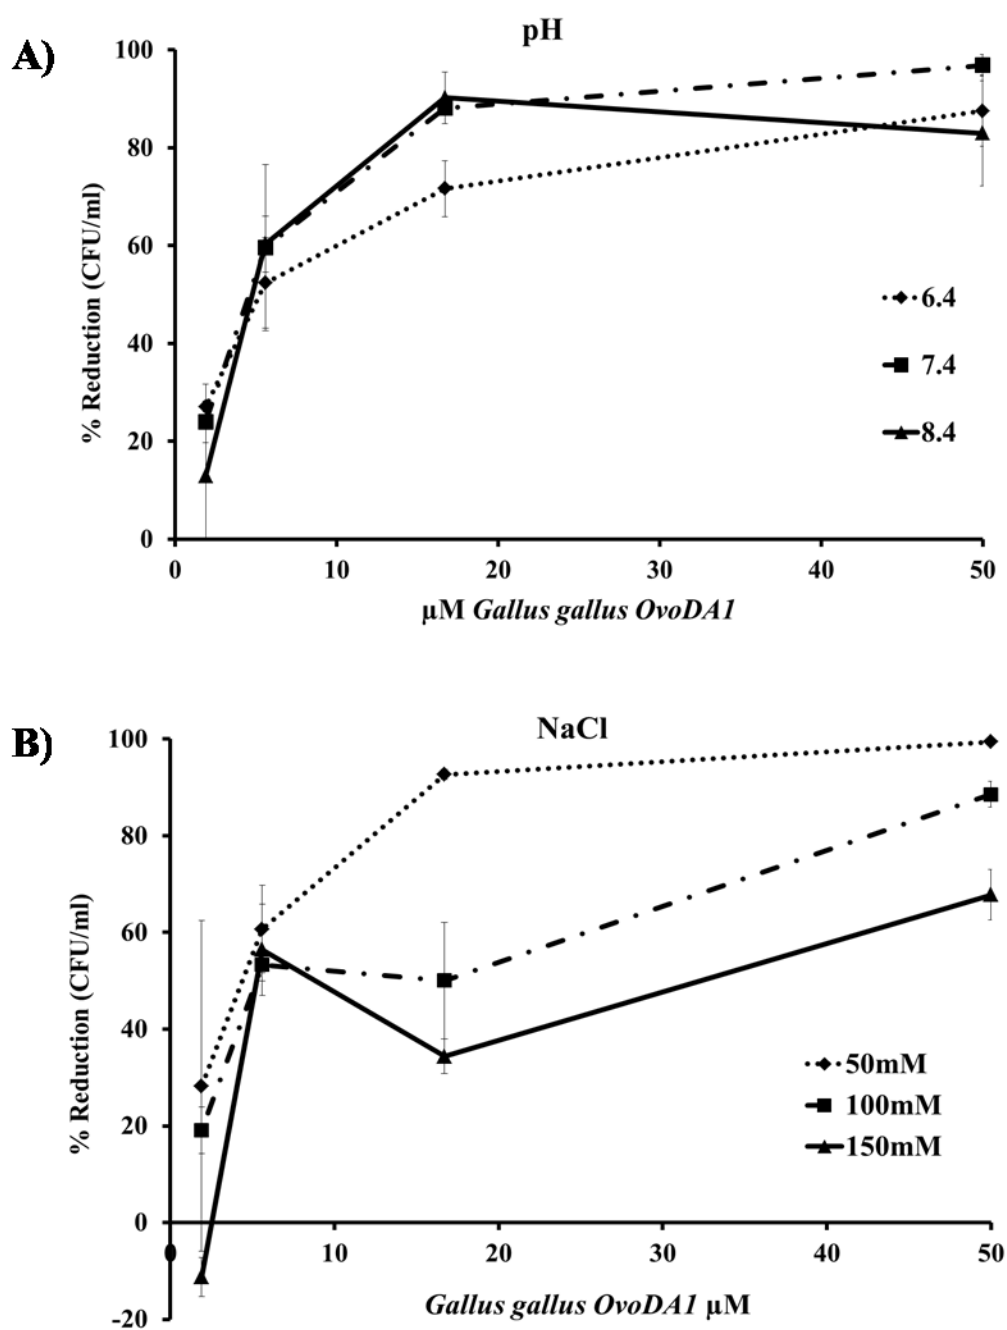 A)
pH
100
80
60
40
20
0
% Reduction (CFU/ml)
6.4
7.4
8.4
0 10 20 30 40 50
µM Gallus gallus OvoDA1
B)
NaCl
100
80
60
40
20
0
-20
% Reduction (CFU/ml)
50mM
100mM
150mM
0 10 20 30 40 50
Gallus gallus OvoDA1 µM